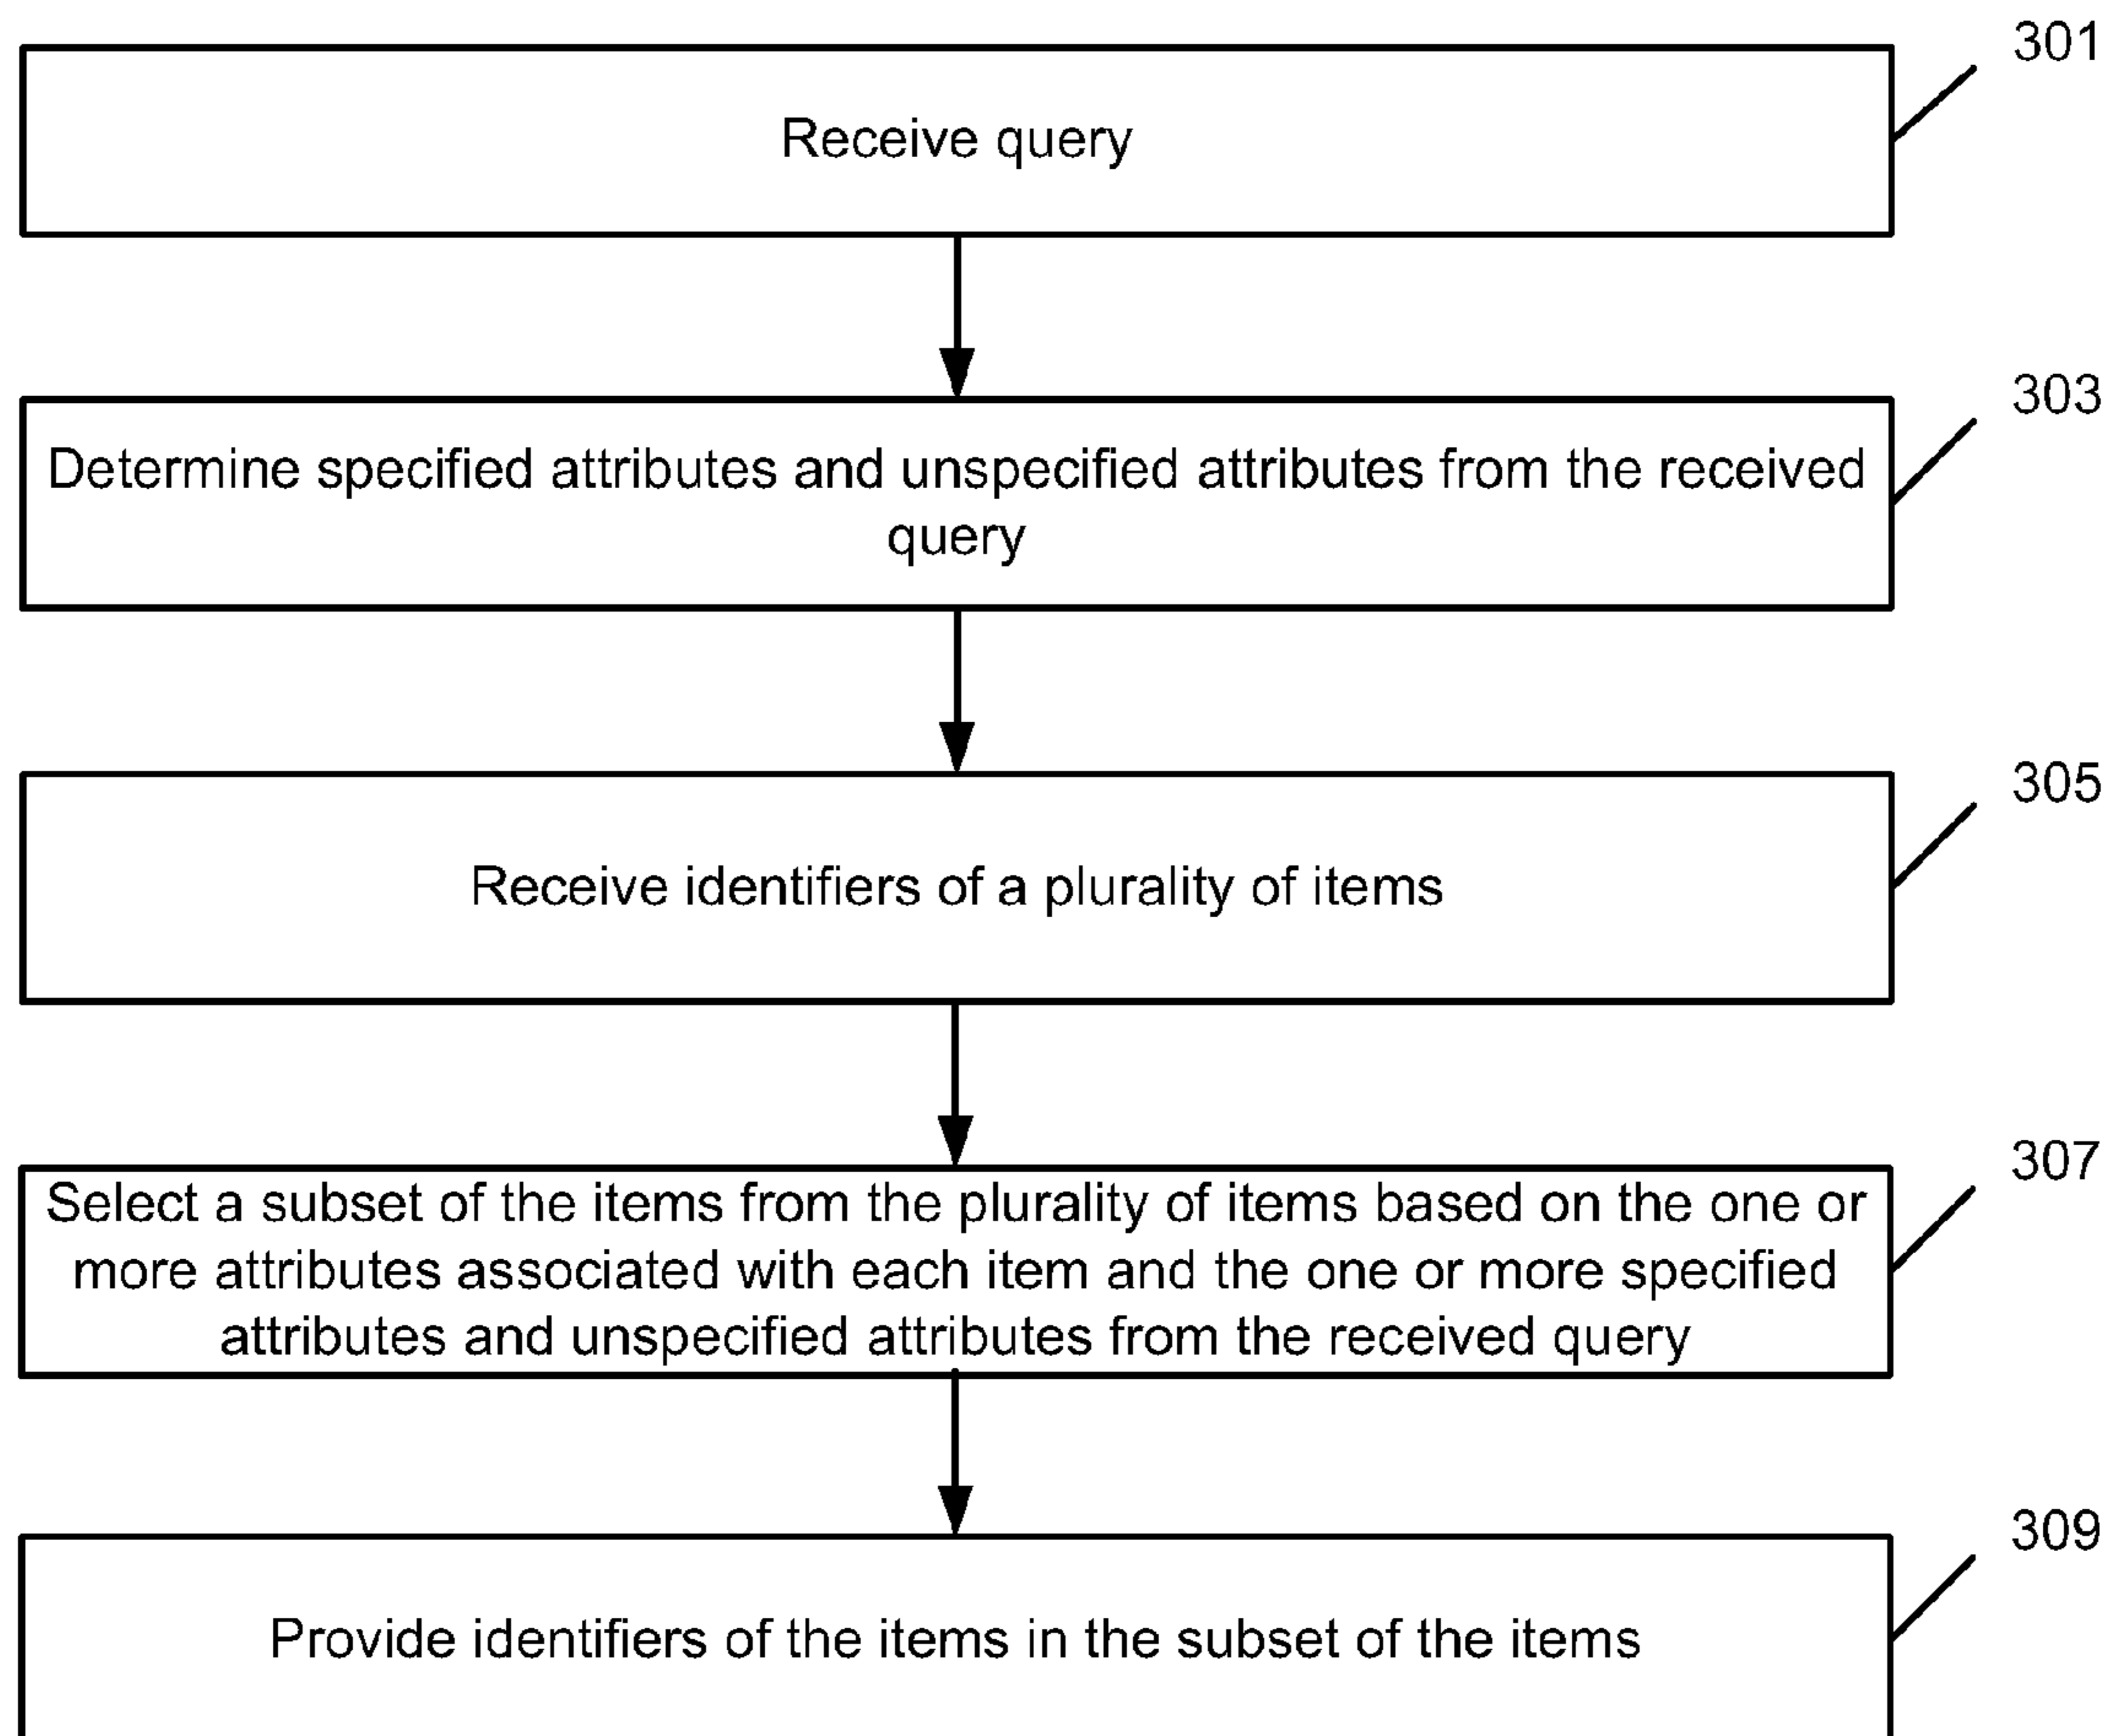 301
Receive query
303
Determine specified attributes and unspecified attributes from the received
query
305
Receive identifiers of a plurality of items
307
Select a subset of the items from the plurality of items based on the one or
more attributes associated with each item and the one or more specified
attributes and unspecified attributes from the received query
309
Provide identifiers of the items in the subset of the items